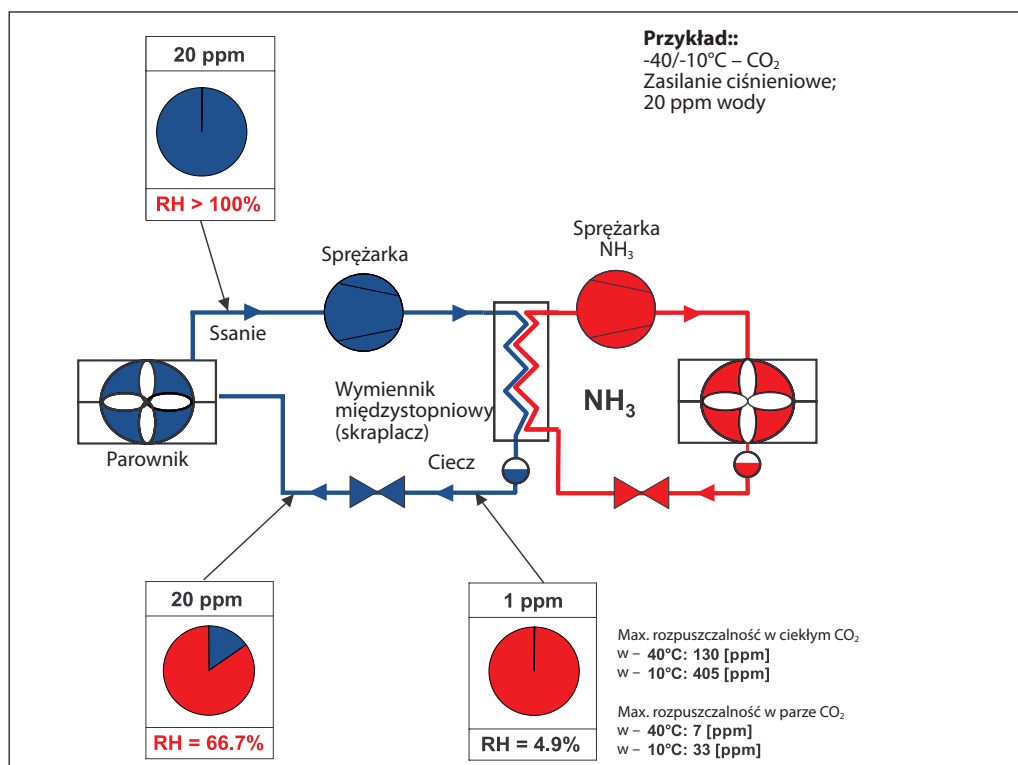 20 ppm
RH > 100%
Przykład::
-40/-10°C – CO₂
Zasilanie ciśnieniowe;
20 ppm wody
Sprężarka
Sprężarka
NH₃
Ssanie
Wymiennik
międzystopniowy
(skraplacz)
NH₃
Parownik
Ciecz
20 ppm
RH = 66.7%
1 ppm
RH = 4.9%
Max. rozpuszczalność w ciekłym CO₂
w – 40°C: 130 [ppm]
w – 10°C: 405 [ppm]
Max. rozpuszczalność w parze CO₂
w – 40°C: 7 [ppm]
w – 10°C: 33 [ppm]